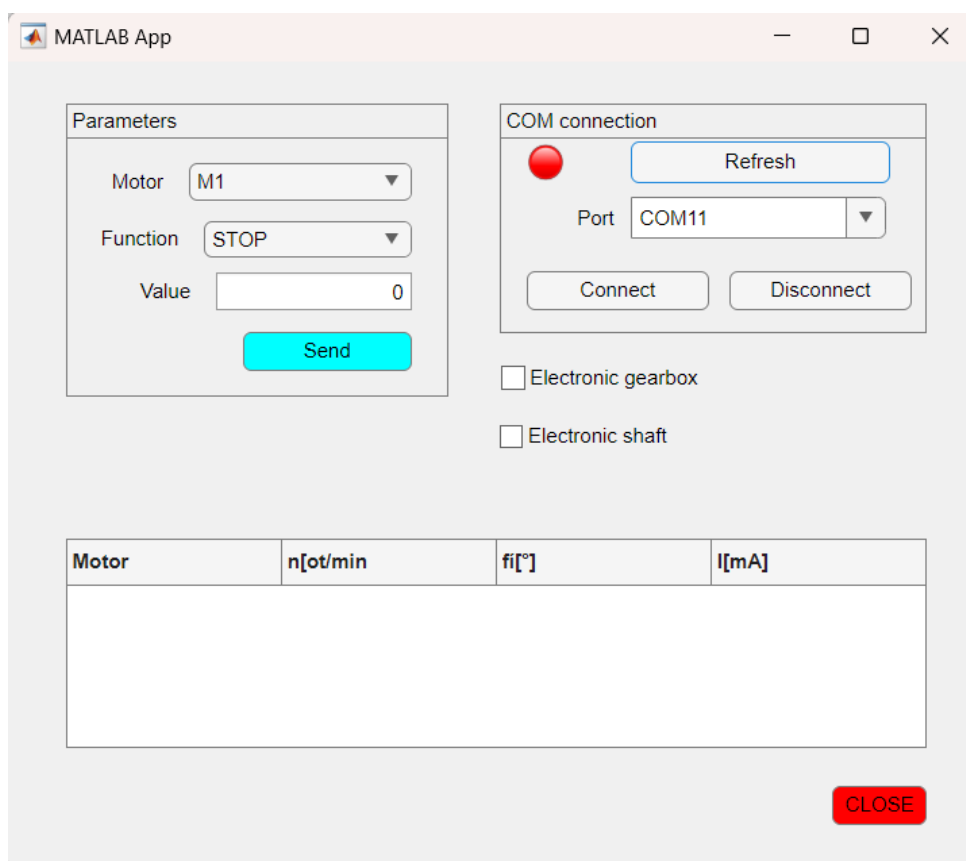 MATLAB App
Parameters
Motor M1
Function STOP
Value 0
Send
COM connection
Refresh
Port COM11
Connect Disconnect
Electronic gearbox
Electronic shaft
Motor n[ot/min fí[°] I[mA]
CLOSE